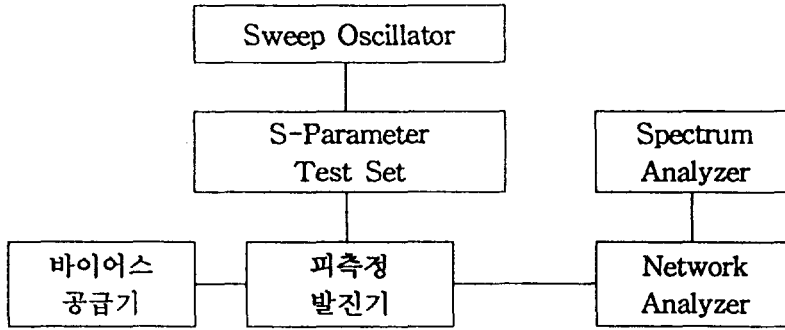 Sweep Oscillator
S-Parameter
Test Set
Spectrum
Analyzer
바이어스
공급기
피측정
발진기
Network
Analyzer